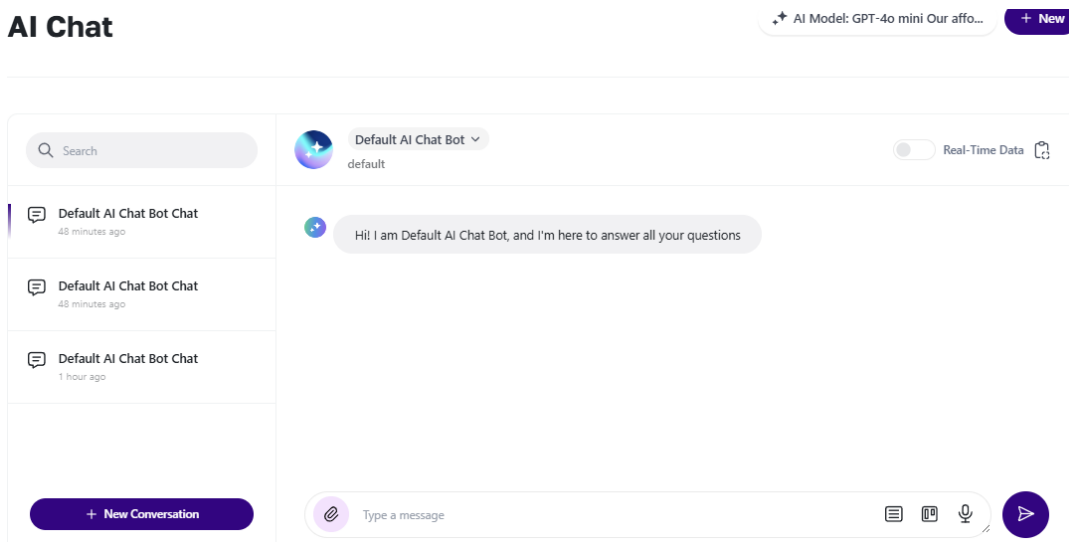 AI Chat
AI Model: GPT-4o mini Our affo...
+ New
Search
Default AI Chat Bot
default
Real-Time Data
Default AI Chat Bot Chat
48 minutes ago
Hi! I am Default AI Chat Bot, and I'm here to answer all your questions
Default AI Chat Bot Chat
48 minutes ago
Default AI Chat Bot Chat
1 hour ago
+ New Conversation
Type a message